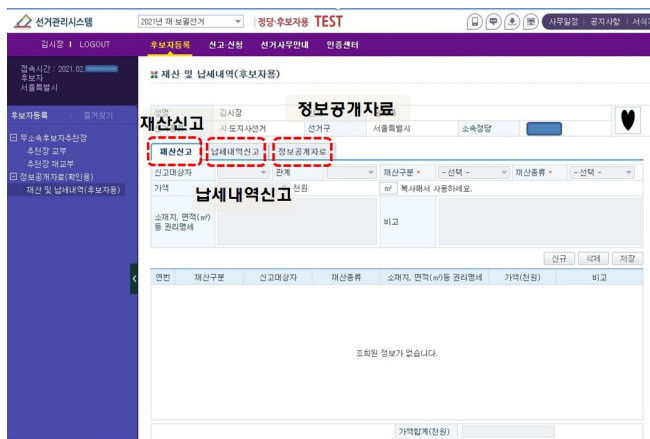 선거관리시스템
2021년 재·보궐선거
정당·후보자용 TEST
사무일정 공지사항 서식
김시장 | LOGOUT
후보자등록 신고·신청 선거사무안내 인증센터
접속시간 : 2021.02.
후보자
서울특별시
재산 및 납세내역(후보자용)
후보자등록 즐겨찾기
무소속후보자추천장
추천장 교부
추천장 재교부
정보공개자료(확인용)
재산 및 납세내역(후보자용)
성명 김시장
정보공개자료
재산신고
시·도지사선거 선거구 서울특별시 소속정당
재산신고 납세내역신고 정보공개자료
신고대상자 관계 재산구분 - 선택 - 재산종류 - 선택 -
가액 천원 ㎡ 복사해서 사용하세요.
납세내역신고
소재지, 면적(㎡)
등 권리명세
비고
신규 삭제 저장
연번 재산구분 신고대상자 재산종류 소재지, 면적(㎡)등 권리명세 가액(천원) 비고
조회된 정보가 없습니다.
가액합계(천원)